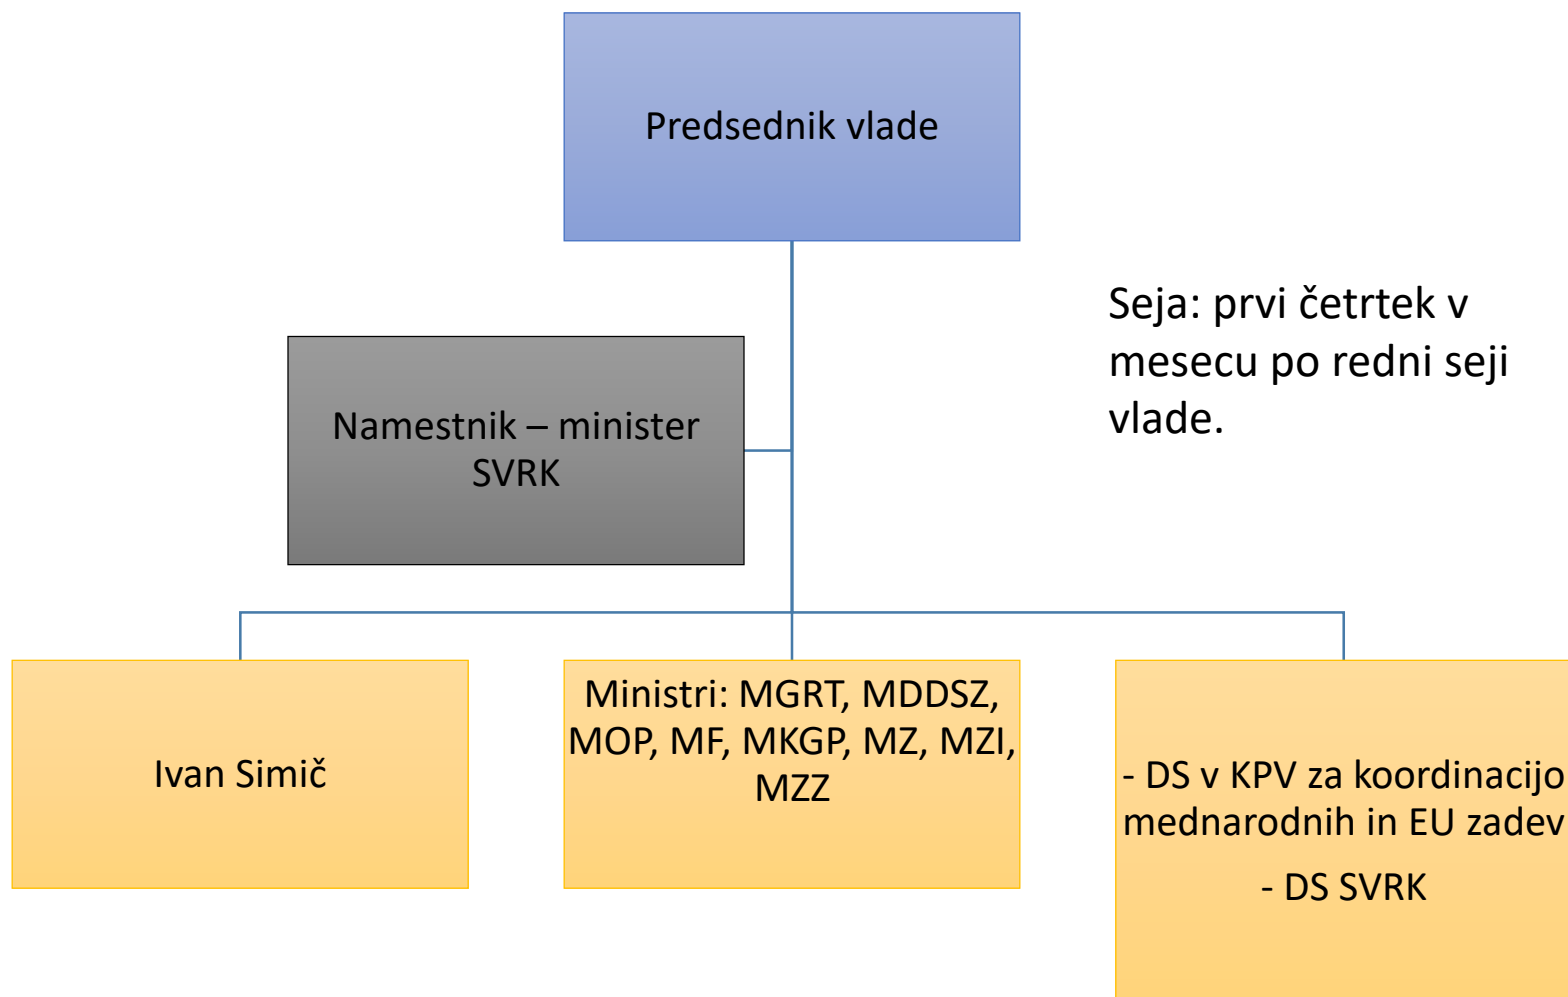 Predsednik vlade
Seja: prvi četrtek v
mesecu po redni seji
vlade.
Namestnik – minister
SVRK
Ivan Simič
Ministri: MGRT, MDDSZ,
MOP, MF, MKGP, MZ, MZI,
MZZ
- DS v KPV za koordinacijo
mednarodnih in EU zadev
- DS SVRK